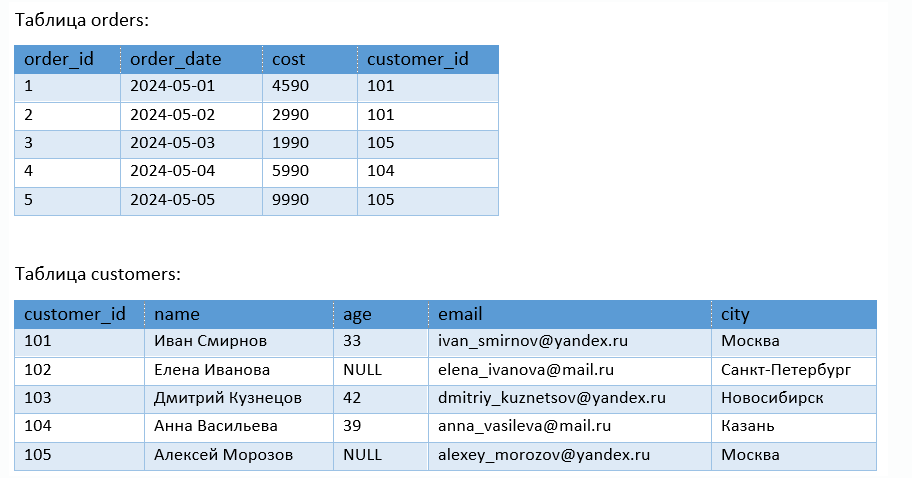 Таблица orders:
order_id order_date cost customer_id
1 2024-05-01 4590 101
2 2024-05-02 2990 101
3 2024-05-03 1990 105
4 2024-05-04 5990 104
5 2024-05-05 9990 105
Таблица customers:
customer_id name age email city
101 Иван Смирнов 33 ivan_smirnov@yandex.ru Москва
102 Елена Иванова NULL elena_ivanova@mail.ru Санкт-Петербург
103 Дмитрий Кузнецов 42 dmitriy_kuznetsov@yandex.ru Новосибирск
104 Анна Васильева 39 anna_vasileva@mail.ru Казань
105 Алексей Морозов NULL alexey_morozov@yandex.ru Москва